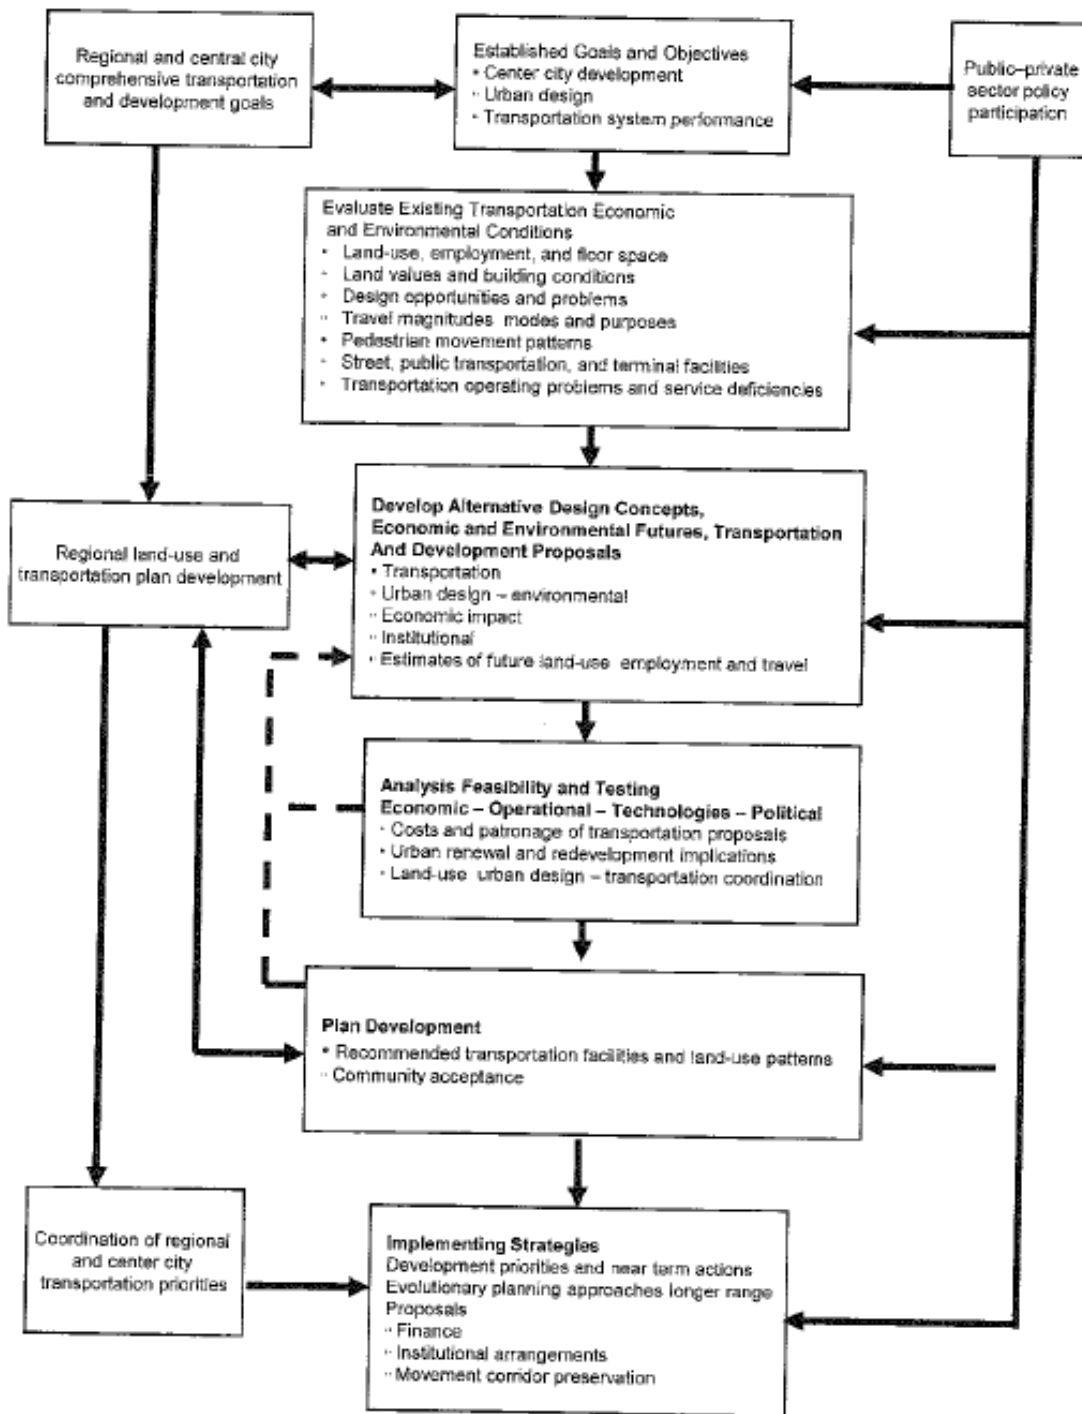 Regional and central city
comprehensive transportation
and development goals
Established Goals and Objectives
• Center city development
• Urban design
• Transportation system performance
Public–private
sector policy
participation
Evaluate Existing Transportation Economic
and Environmental Conditions
• Land-use, employment, and floor space
• Land values and building conditions
• Design opportunities and problems
• Travel magnitudes modes and purposes
• Pedestrian movement patterns
• Street, public transportation, and terminal facilities
• Transportation operating problems and service deficiencies
Regional land-use and
transportation plan development
Develop Alternative Design Concepts,
Economic and Environmental Futures, Transportation
And Development Proposals
• Transportation
• Urban design – environmental
• Economic impact
• Institutional
• Estimates of future land-use employment and travel
Analysis Feasibility and Testing
Economic – Operational – Technologies – Political
• Costs and patronage of transportation proposals
• Urban renewal and redevelopment implications
• Land-use urban design – transportation coordination
Plan Development
• Recommended transportation facilities and land-use patterns
• Community acceptance
Coordination of regional
and center city
transportation priorities
Implementing Strategies
Development priorities and near term actions
Evolutionary planning approaches longer range
Proposals
• Finance
• Institutional arrangements
• Movement corridor preservation